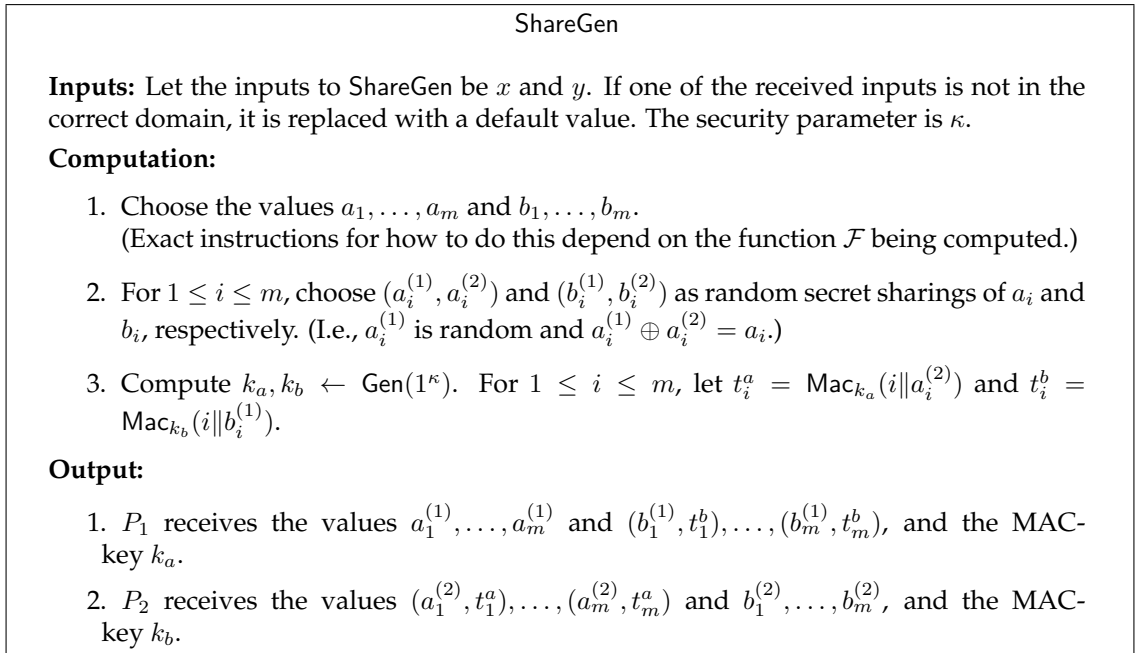 ShareGen
Inputs: Let the inputs to ShareGen be x and y. If one of the received inputs is not in the
correct domain, it is replaced with a default value. The security parameter is κ.
Computation:
1. Choose the values a_1, . . . , a_m and b_1, . . . , b_m.
(Exact instructions for how to do this depend on the function ℱ being computed.)
2. For 1 ≤ i ≤ m, choose (a_i^{(1)}, a_i^{(2)}) and (b_i^{(1)}, b_i^{(2)}) as random secret sharings of a_i and
b_i, respectively. (I.e., a_i^{(1)} is random and a_i^{(1)} ⊕ a_i^{(2)} = a_i.)
3. Compute k_a, k_b ← Gen(1^κ). For 1 ≤ i ≤ m, let t_i^a = Mac_{k_a}(i‖a_i^{(2)}) and t_i^b =
Mac_{k_b}(i‖b_i^{(1)}).
Output:
1. P_1 receives the values a_1^{(1)}, . . . , a_m^{(1)} and (b_1^{(1)}, t_1^b), . . . , (b_m^{(1)}, t_m^b), and the MAC-
key k_a.
2. P_2 receives the values (a_1^{(2)}, t_1^a), . . . , (a_m^{(2)}, t_m^a) and b_1^{(2)}, . . . , b_m^{(2)}, and the MAC-
key k_b.